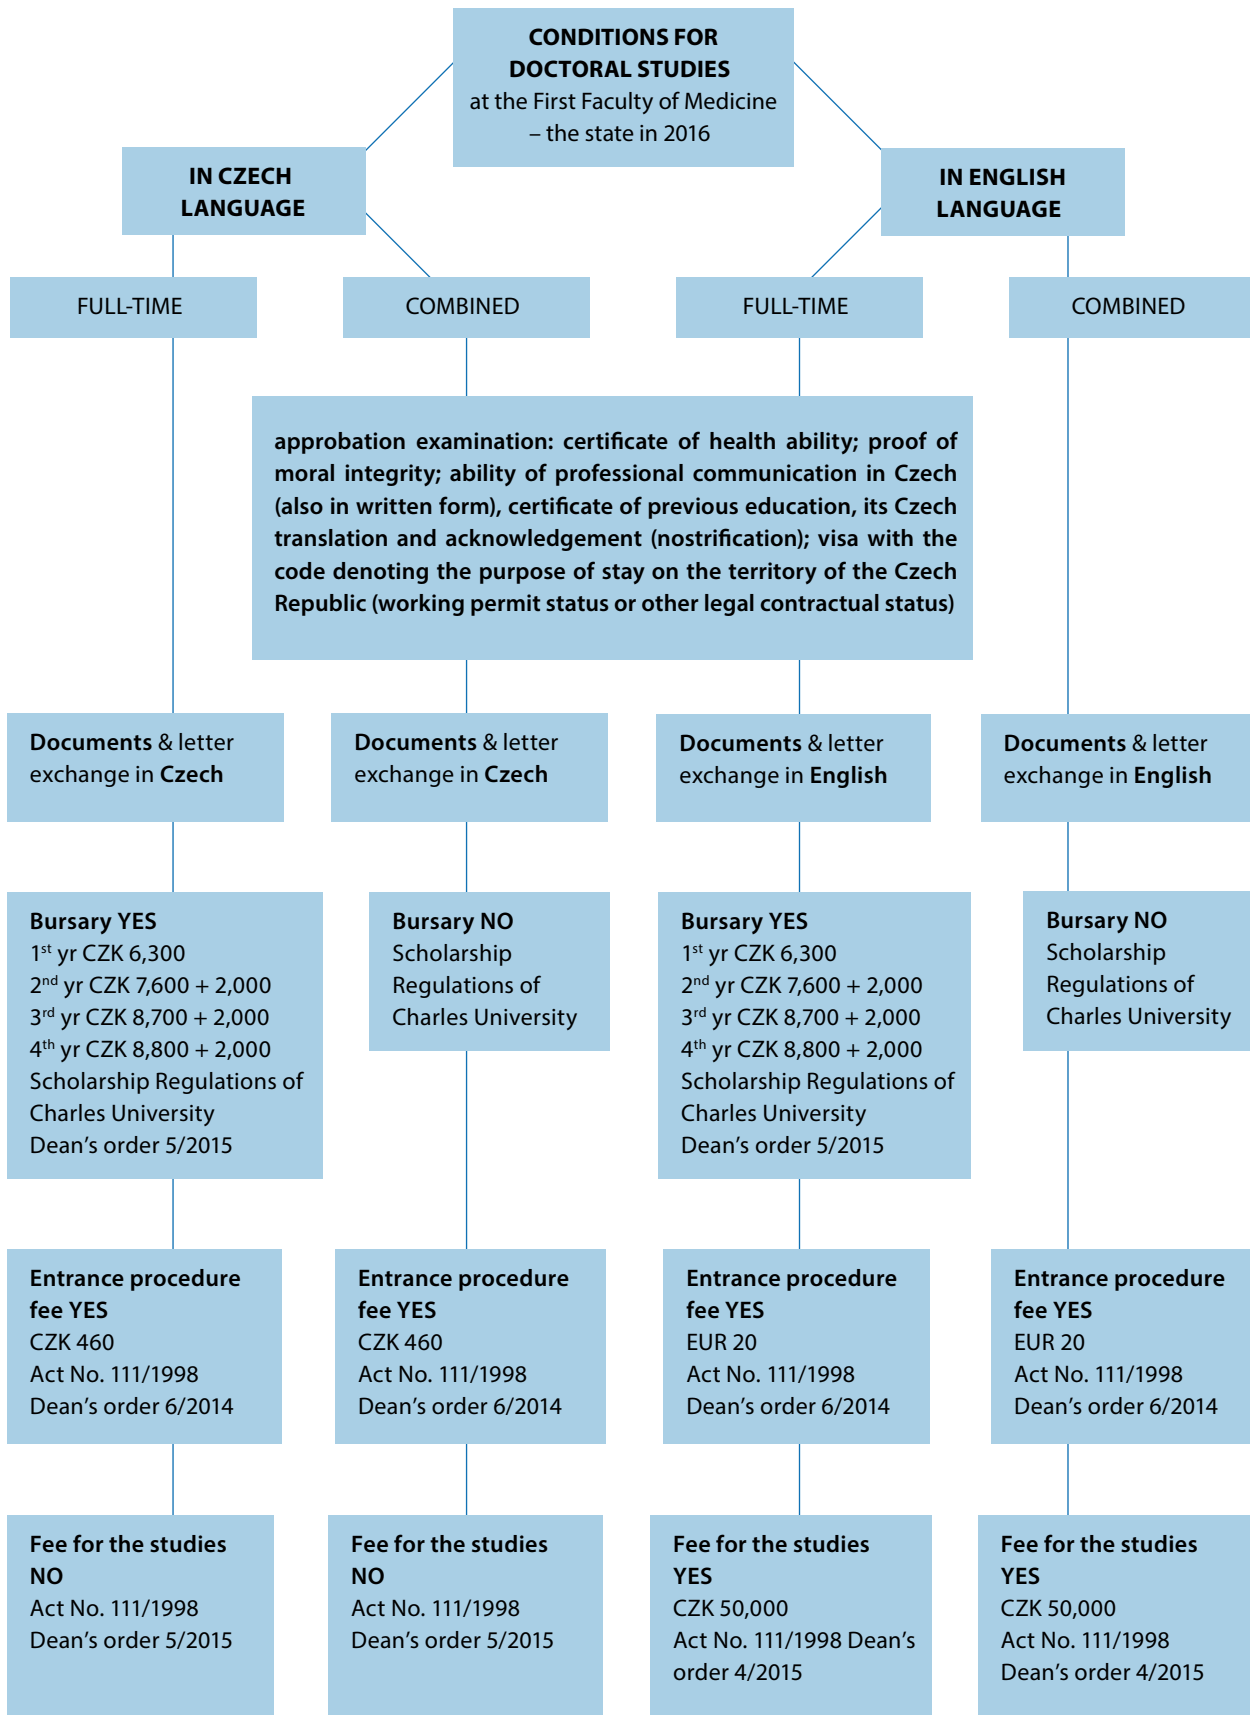 CONDITIONS FOR
DOCTORAL STUDIES
at the First Faculty of Medicine
– the state in 2016
IN CZECH
LANGUAGE
IN ENGLISH
LANGUAGE
FULL-TIME
COMBINED
FULL-TIME
COMBINED
approbation examination: certificate of health ability; proof of
moral integrity; ability of professional communication in Czech
(also in written form), certificate of previous education, its Czech
translation and acknowledgement (nostrification); visa with the
code denoting the purpose of stay on the territory of the Czech
Republic (working permit status or other legal contractual status)
Documents & letter
exchange in Czech
Documents & letter
exchange in Czech
Documents & letter
exchange in English
Documents & letter
exchange in English
Bursary YES
1st yr CZK 6,300
2nd yr CZK 7,600 + 2,000
3rd yr CZK 8,700 + 2,000
4th yr CZK 8,800 + 2,000
Scholarship Regulations of
Charles University
Dean’s order 5/2015
Bursary NO
Scholarship
Regulations of
Charles University
Bursary YES
1st yr CZK 6,300
2nd yr CZK 7,600 + 2,000
3rd yr CZK 8,700 + 2,000
4th yr CZK 8,800 + 2,000
Scholarship Regulations of
Charles University
Dean’s order 5/2015
Bursary NO
Scholarship
Regulations of
Charles University
Entrance procedure
fee YES
CZK 460
Act No. 111/1998
Dean’s order 6/2014
Entrance procedure
fee YES
CZK 460
Act No. 111/1998
Dean’s order 6/2014
Entrance procedure
fee YES
EUR 20
Act No. 111/1998
Dean’s order 6/2014
Entrance procedure
fee YES
EUR 20
Act No. 111/1998
Dean’s order 6/2014
Fee for the studies
NO
Act No. 111/1998
Dean’s order 5/2015
Fee for the studies
NO
Act No. 111/1998
Dean’s order 5/2015
Fee for the studies
YES
CZK 50,000
Act No. 111/1998 Dean’s
order 4/2015
Fee for the studies
YES
CZK 50,000
Act No. 111/1998
Dean’s order 4/2015